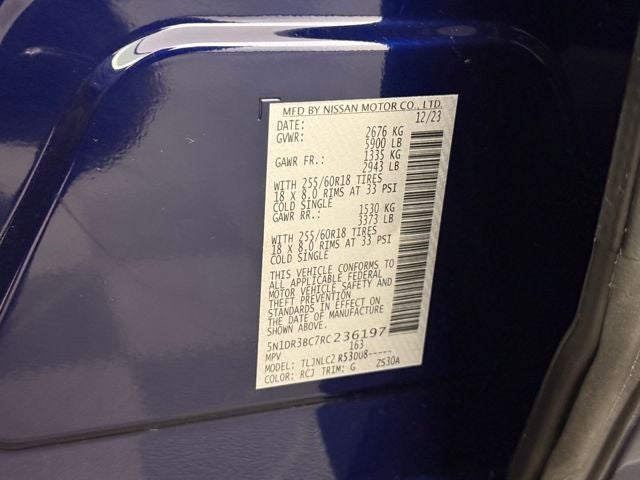 MFD BY NISSAN MOTOR CO., LTD.
DATE: 12/23
GVWR: 2676 KG
5900 LB
GAWR FR.: 1335 KG
2943 LB
WITH 255/60R18 TIRES
18 X 8.0 RIMS AT 33 PSI
COLD SINGLE
GAWR RR.: 1530 KG
3373 LB
WITH 255/60R18 TIRES
18 X 8.0 RIMS AT 33 PSI
COLD SINGLE
THIS VEHICLE CONFORMS TO
ALL APPLICABLE FEDERAL
MOTOR VEHICLE SAFETY AND
THEFT PREVENTION
STANDARDS IN EFFECT ON
THE DATE OF MANUFACTURE
SHOWN ABOVE.
5N1DR3BC7RC236197
MPV 163
MODEL: TLJNLC2 R53DU8-----
COLOR: RCJ TRIM: G ZS30A